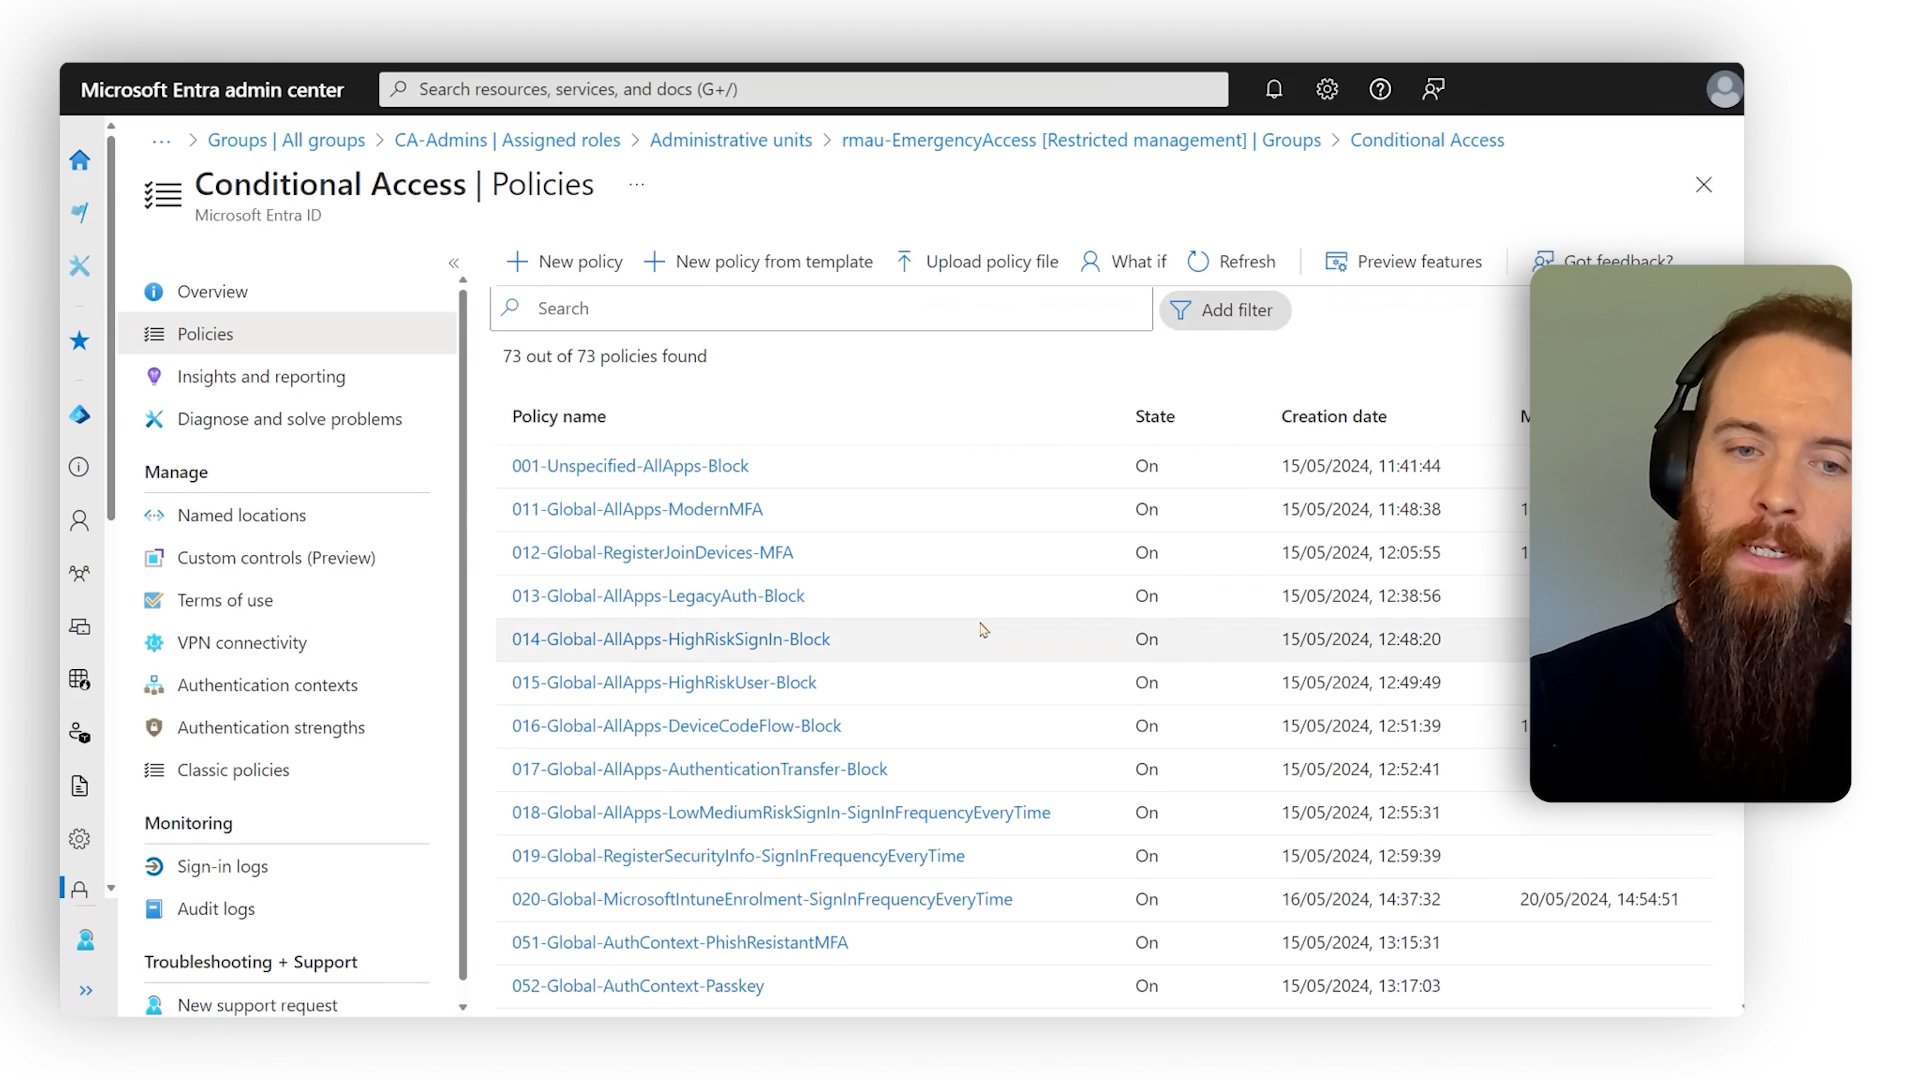 Microsoft Entra admin center
Search resources, services, and docs (G+/)
... > Groups | All groups > CA-Admins | Assigned roles > Administrative units > rmau-EmergencyAccess [Restricted management] | Groups > Conditional Access
Conditional Access | Policies ...
Microsoft Entra ID
New policy
New policy from template
Upload policy file
What if
Refresh
Preview features
Got feedback?
Overview
Policies
Insights and reporting
Diagnose and solve problems
Manage
Named locations
Custom controls (Preview)
Terms of use
VPN connectivity
Authentication contexts
Authentication strengths
Classic policies
Monitoring
Sign-in logs
Audit logs
Troubleshooting + Support
New support request
Search
Add filter
73 out of 73 policies found
Policy name State Creation date M
001-Unspecified-AllApps-Block On 15/05/2024, 11:41:44
011-Global-AllApps-ModernMFA On 15/05/2024, 11:48:38 1
012-Global-RegisterJoinDevices-MFA On 15/05/2024, 12:05:55 1
013-Global-AllApps-LegacyAuth-Block On 15/05/2024, 12:38:56
014-Global-AllApps-HighRiskSignIn-Block On 15/05/2024, 12:48:20
015-Global-AllApps-HighRiskUser-Block On 15/05/2024, 12:49:49
016-Global-AllApps-DeviceCodeFlow-Block On 15/05/2024, 12:51:39 1
017-Global-AllApps-AuthenticationTransfer-Block On 15/05/2024, 12:52:41
018-Global-AllApps-LowMediumRiskSignIn-SignInFrequencyEveryTime On 15/05/2024, 12:55:31
019-Global-RegisterSecurityInfo-SignInFrequencyEveryTime On 15/05/2024, 12:59:39
020-Global-MicrosoftIntuneEnrolment-SignInFrequencyEveryTime On 16/05/2024, 14:37:32 20/05/2024, 14:54:51
051-Global-AuthContext-PhishResistantMFA On 15/05/2024, 13:15:31
052-Global-AuthContext-Passkey On 15/05/2024, 13:17:03